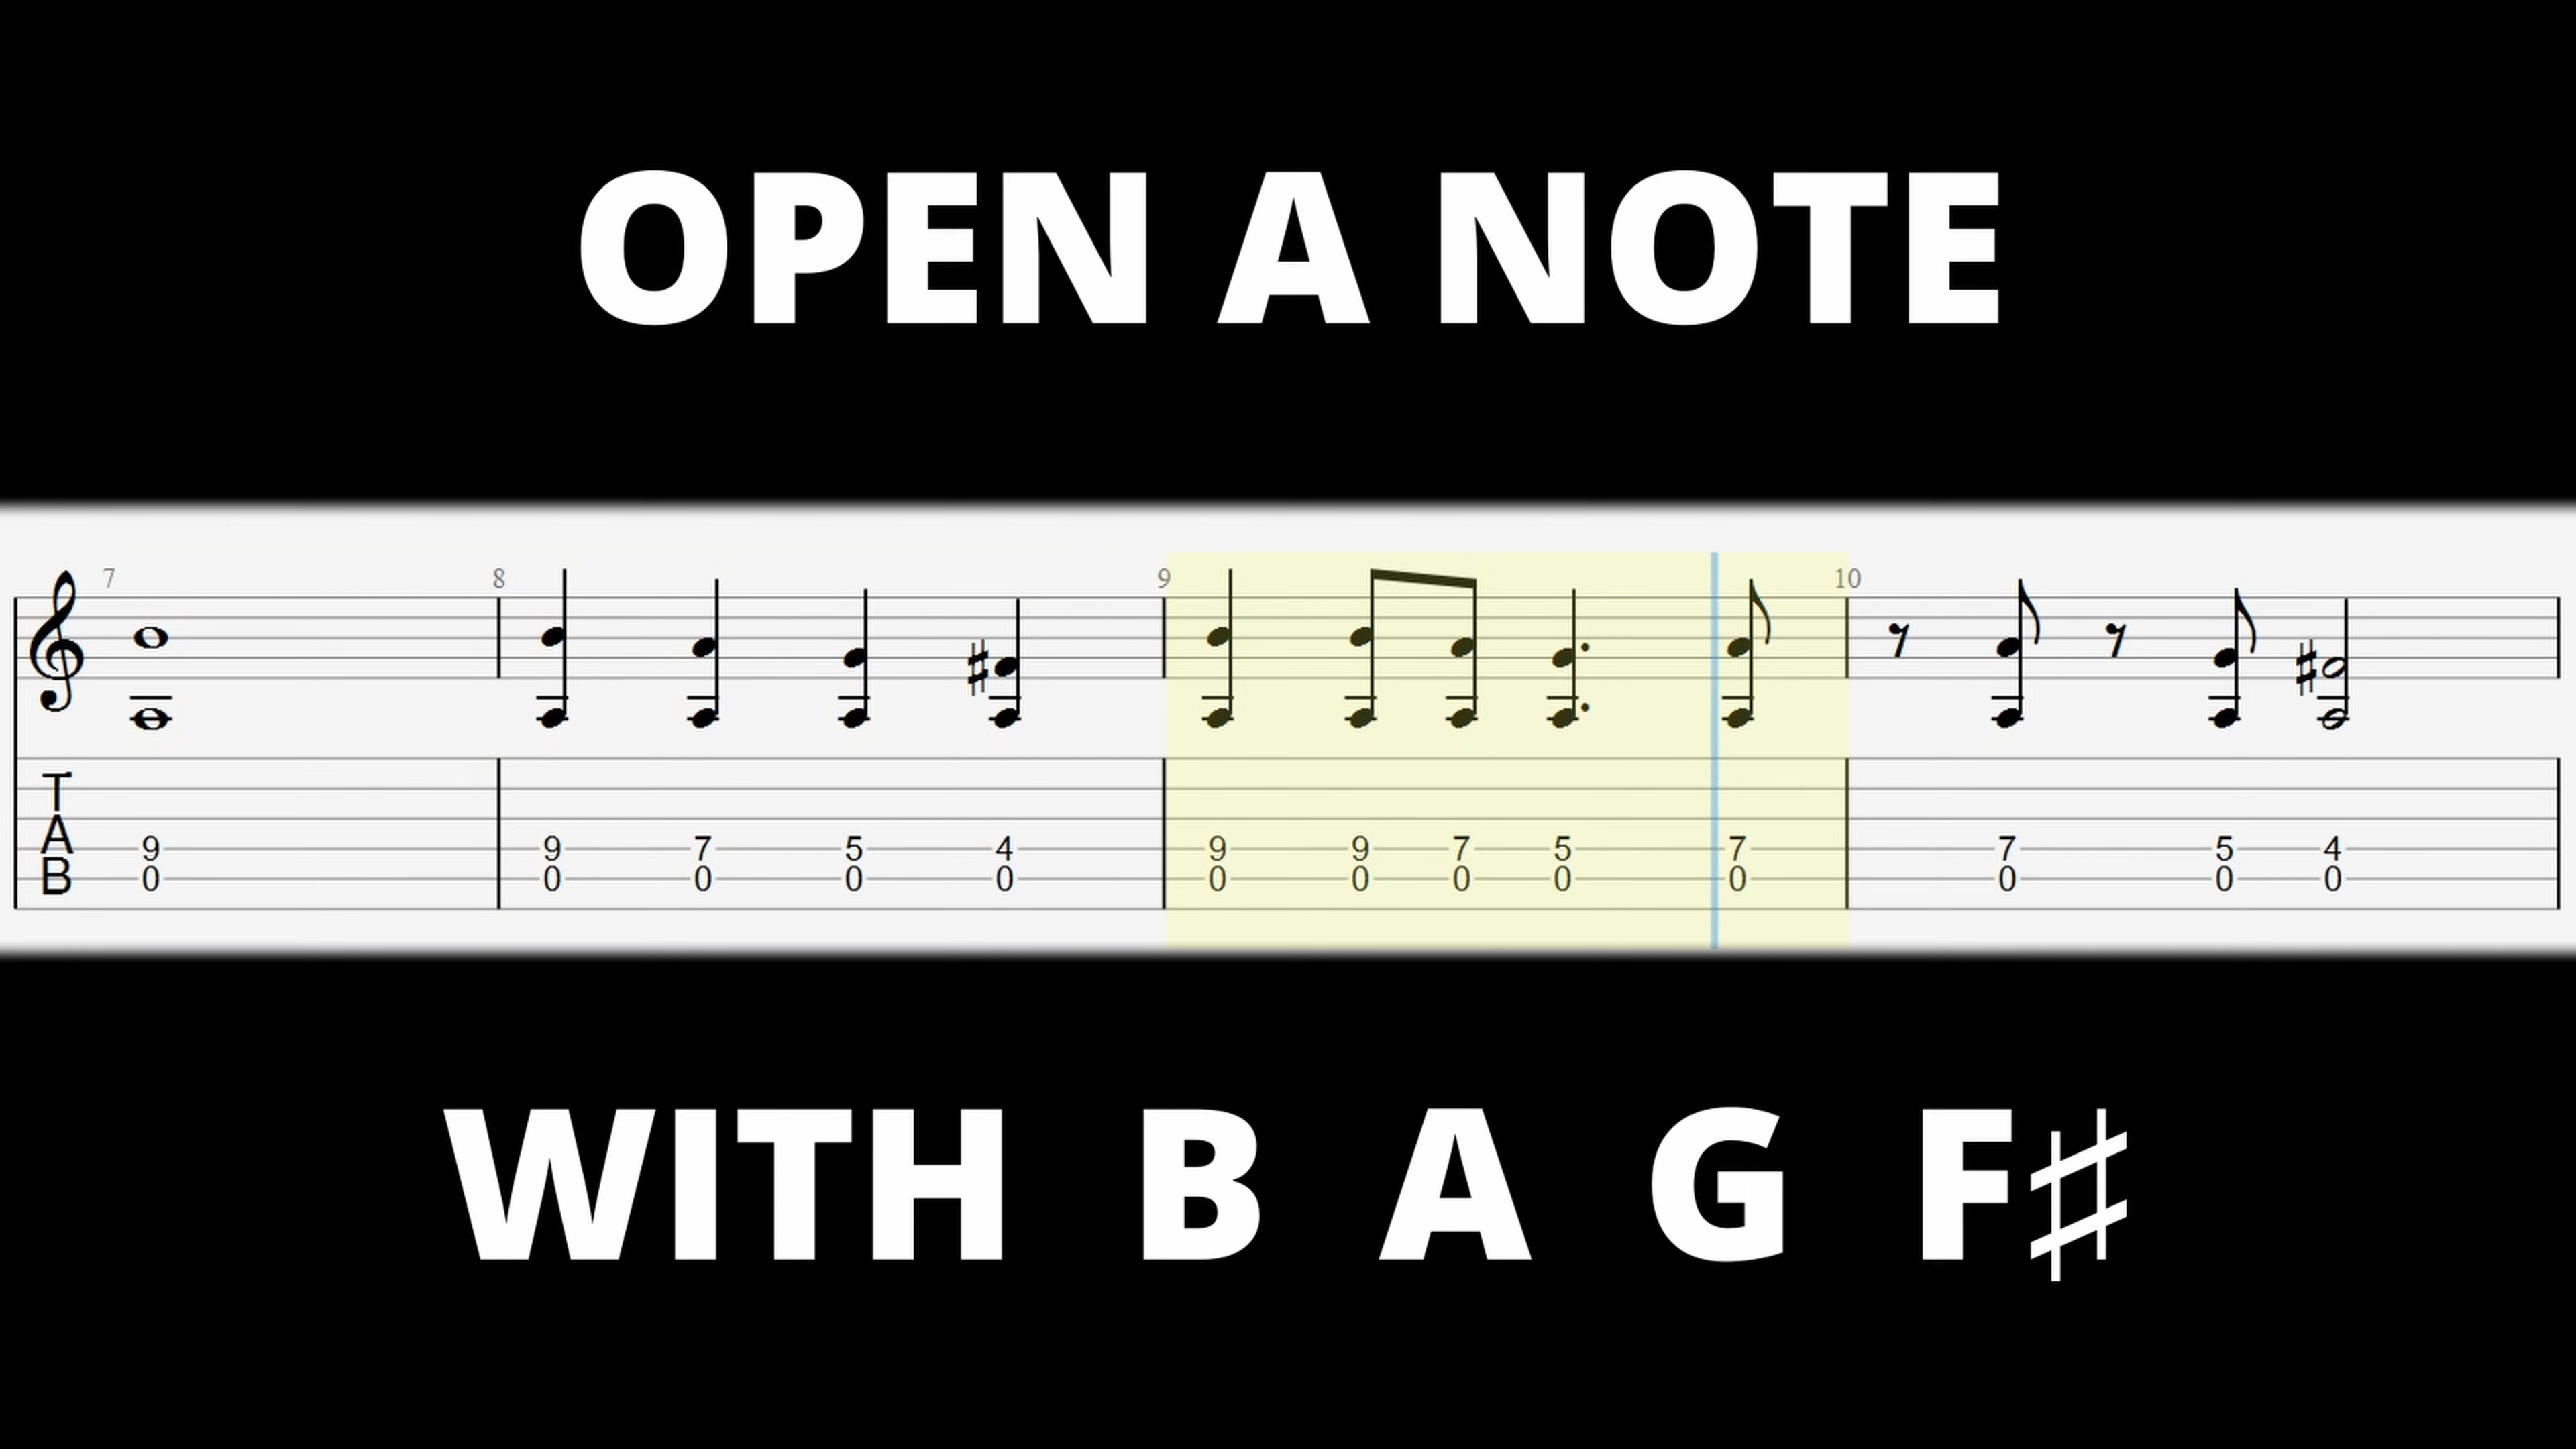 OPEN A NOTE
7 8 9 10
T
A
B
9 9 7 5 4 9 9 7 5 7 7 5 4
0 0 0 0 0 0 0 0 0 0 0 0 0
WITH B A G F♯